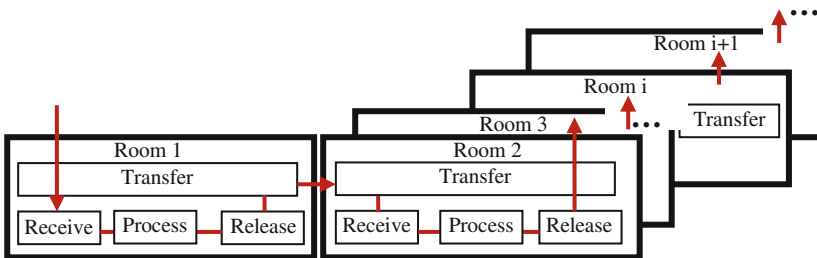 ...
Room i+1
Room i
...
Transfer
Room 3
Room 1
Room 2
Transfer
Transfer
Receive
Process
Release
Receive
Process
Release